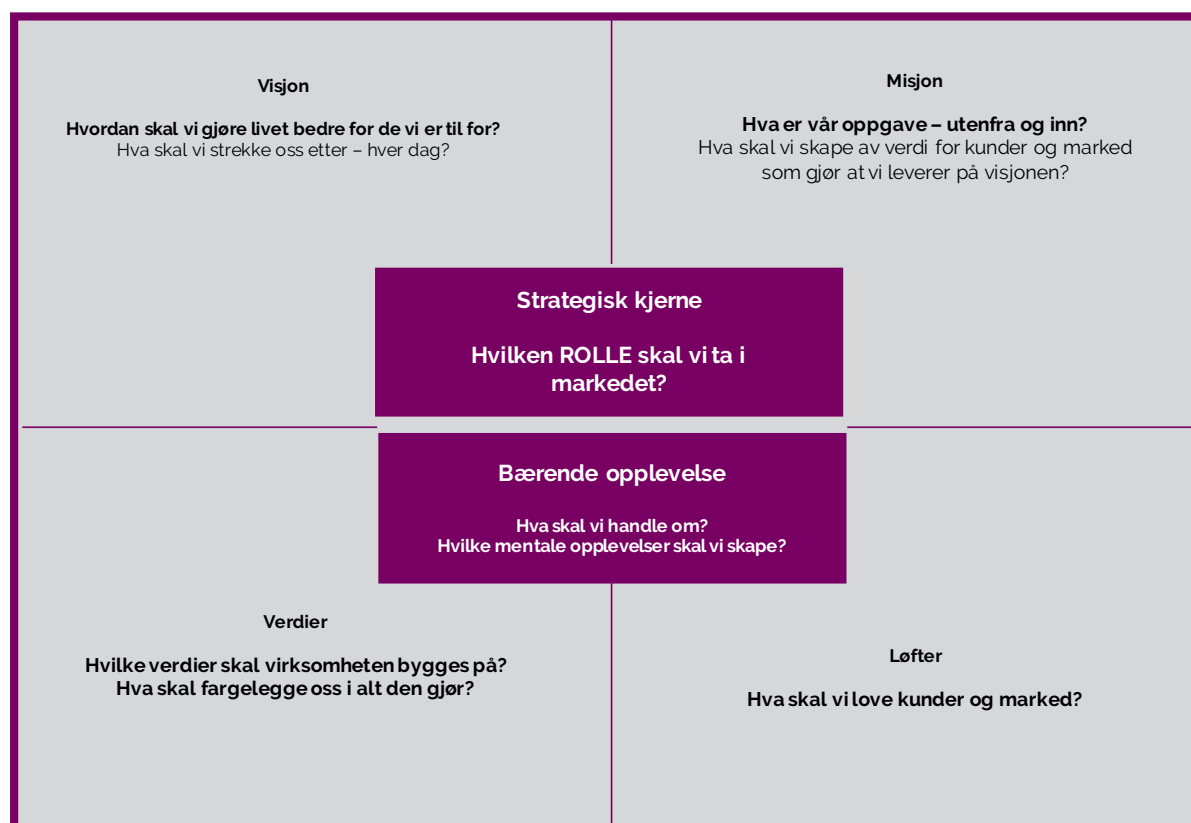 Visjon
Hvordan skal vi gjøre livet bedre for de vi er til for?
Hva skal vi strekke oss etter – hver dag?
Misjon
Hva er vår oppgave – utenfra og inn?
Hva skal vi skape av verdi for kunder og marked
som gjør at vi leverer på visjonen?
Strategisk kjerne
Hvilken ROLLE skal vi ta i
markedet?
Bærende opplevelse
Hva skal vi handle om?
Hvilke mentale opplevelser skal vi skape?
Verdier
Hvilke verdier skal virksomheten bygges på?
Hva skal fargelegge oss i alt den gjør?
Løfter
Hva skal vi love kunder og marked?